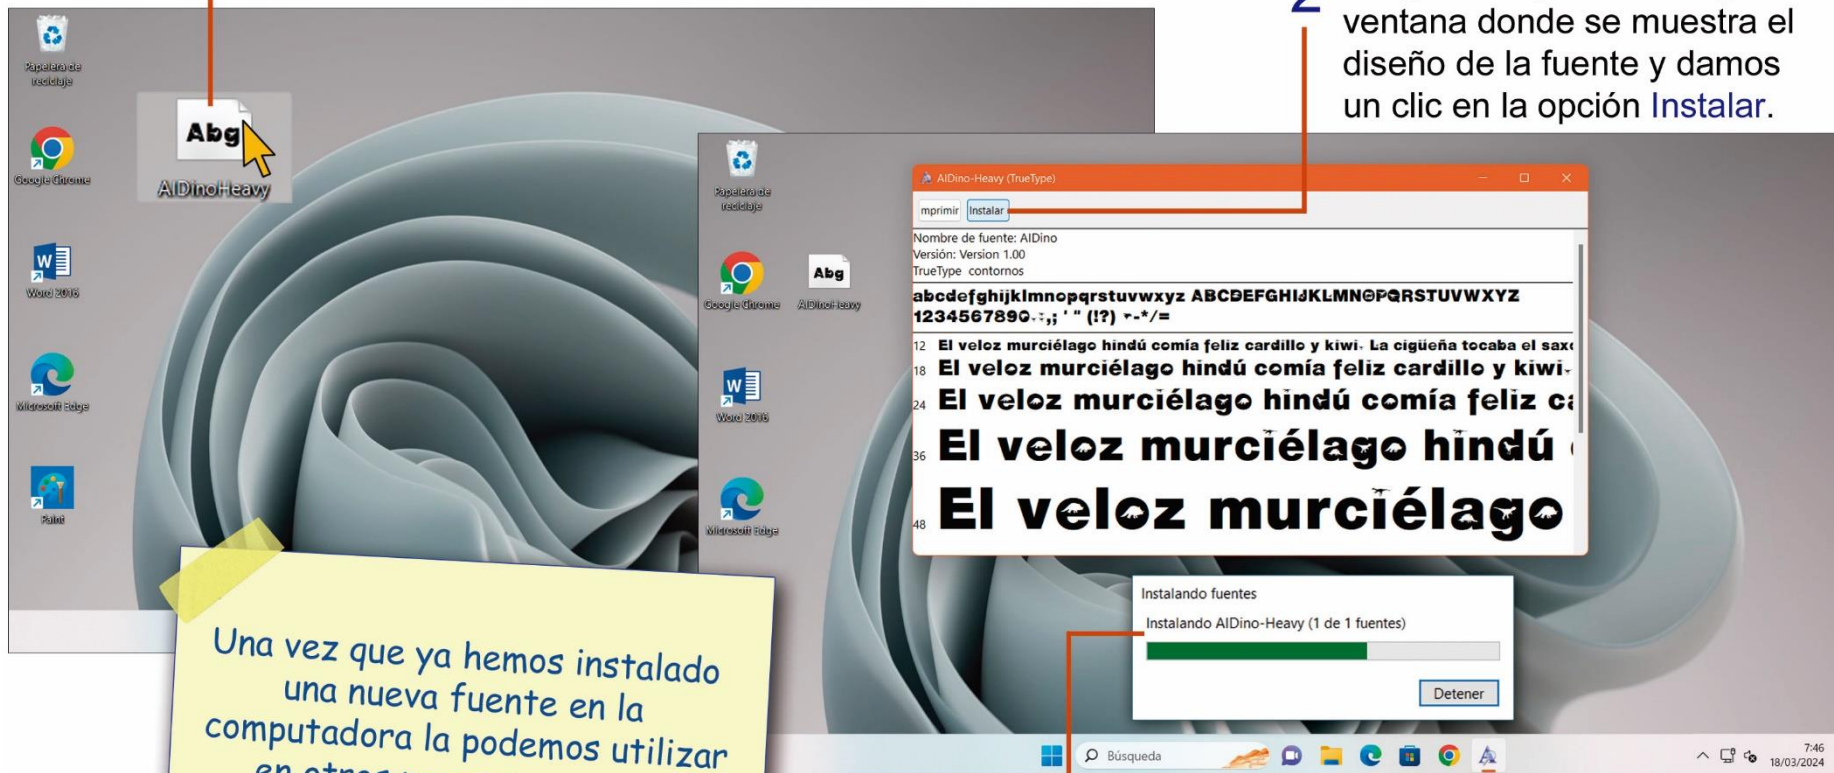 2
ventana donde se muestra el
diseño de la fuente y damos
un clic en la opción Instalar.
Papelera de
reciclaje
Abg
AIDinoHeavy
Google Chrome
Word 2016
Microsoft Edge
Paint
Papelera de
reciclaje
Google Chrome
Abg
AIDinoHeavy
Word 2016
Microsoft Edge
AIDino-Heavy (TrueType)
mprimir Instalar
Nombre de fuente: AIDino
Versión: Version 1.00
TrueType contornos
abcdefghijklmnopqrstuvwxyz ABCDEFGHIJKLMNOPQRSTUVWXYZ
1234567890.:,; ' " (!?) +-*/=
12 El veloz murciélago hindú comía feliz cardillo y kiwi. La cigüeña tocaba el saxo
18 El veloz murciélago hindú comía feliz cardillo y kiwi.
24 El veloz murciélago hindú comía feliz ca
36 El veloz murciélago hindú
48 El veloz murciélago
Instalando fuentes
Instalando AIDino-Heavy (1 de 1 fuentes)
Detener
Una vez que ya hemos instalado
una nueva fuente en la
computadora la podemos utilizar
en otros
Búsqueda
7:46
18/03/2024